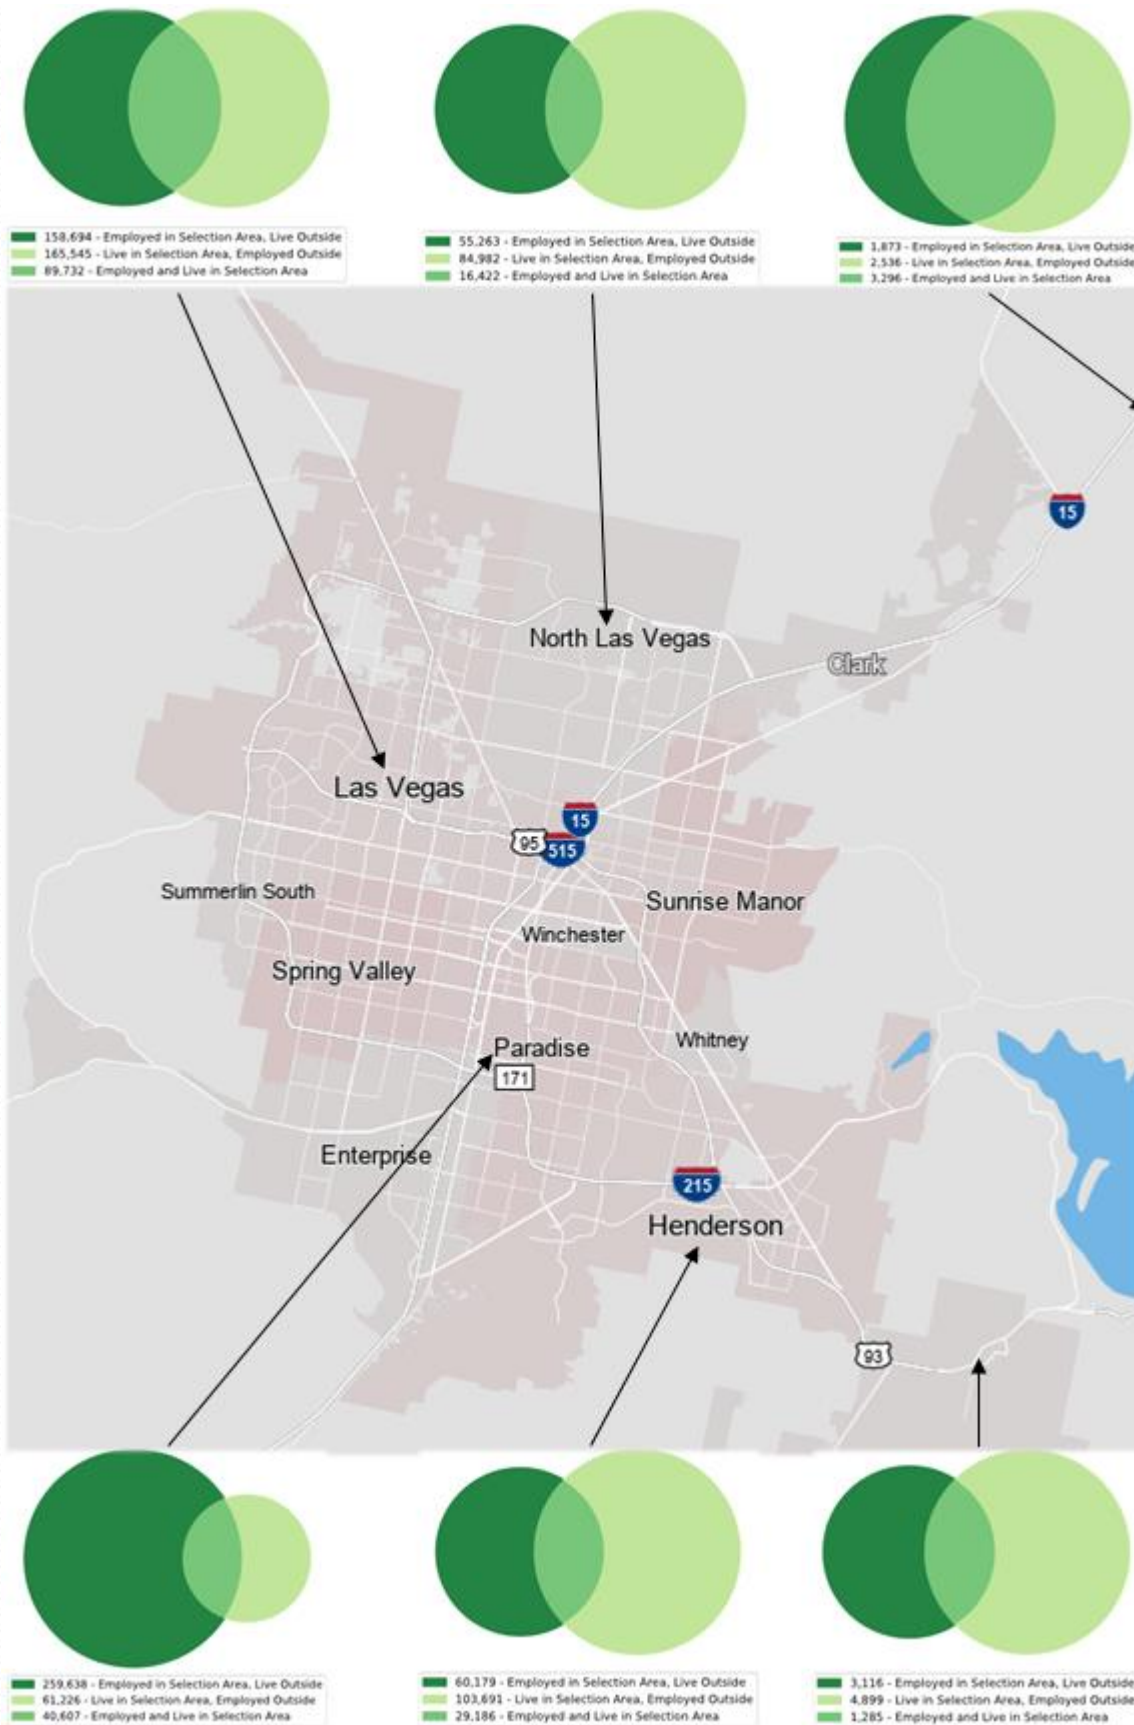 158,694 - Employed in Selection Area, Live Outside
165,545 - Live in Selection Area, Employed Outside
89,732 - Employed and Live in Selection Area
55,263 - Employed in Selection Area, Live Outside
84,982 - Live in Selection Area, Employed Outside
16,422 - Employed and Live in Selection Area
1,873 - Employed in Selection Area, Live Outside
2,536 - Live in Selection Area, Employed Outside
3,296 - Employed and Live in Selection Area
15
North Las Vegas
Clark
Las Vegas
15
95
515
Summerlin South
Sunrise Manor
Winchester
Spring Valley
Whitney
Paradise
171
Enterprise
215
Henderson
93
259,638 - Employed in Selection Area, Live Outside
61,226 - Live in Selection Area, Employed Outside
40,607 - Employed and Live in Selection Area
60,179 - Employed in Selection Area, Live Outside
103,691 - Live in Selection Area, Employed Outside
29,186 - Employed and Live in Selection Area
3,116 - Employed in Selection Area, Live Outside
4,899 - Live in Selection Area, Employed Outside
1,285 - Employed and Live in Selection Area